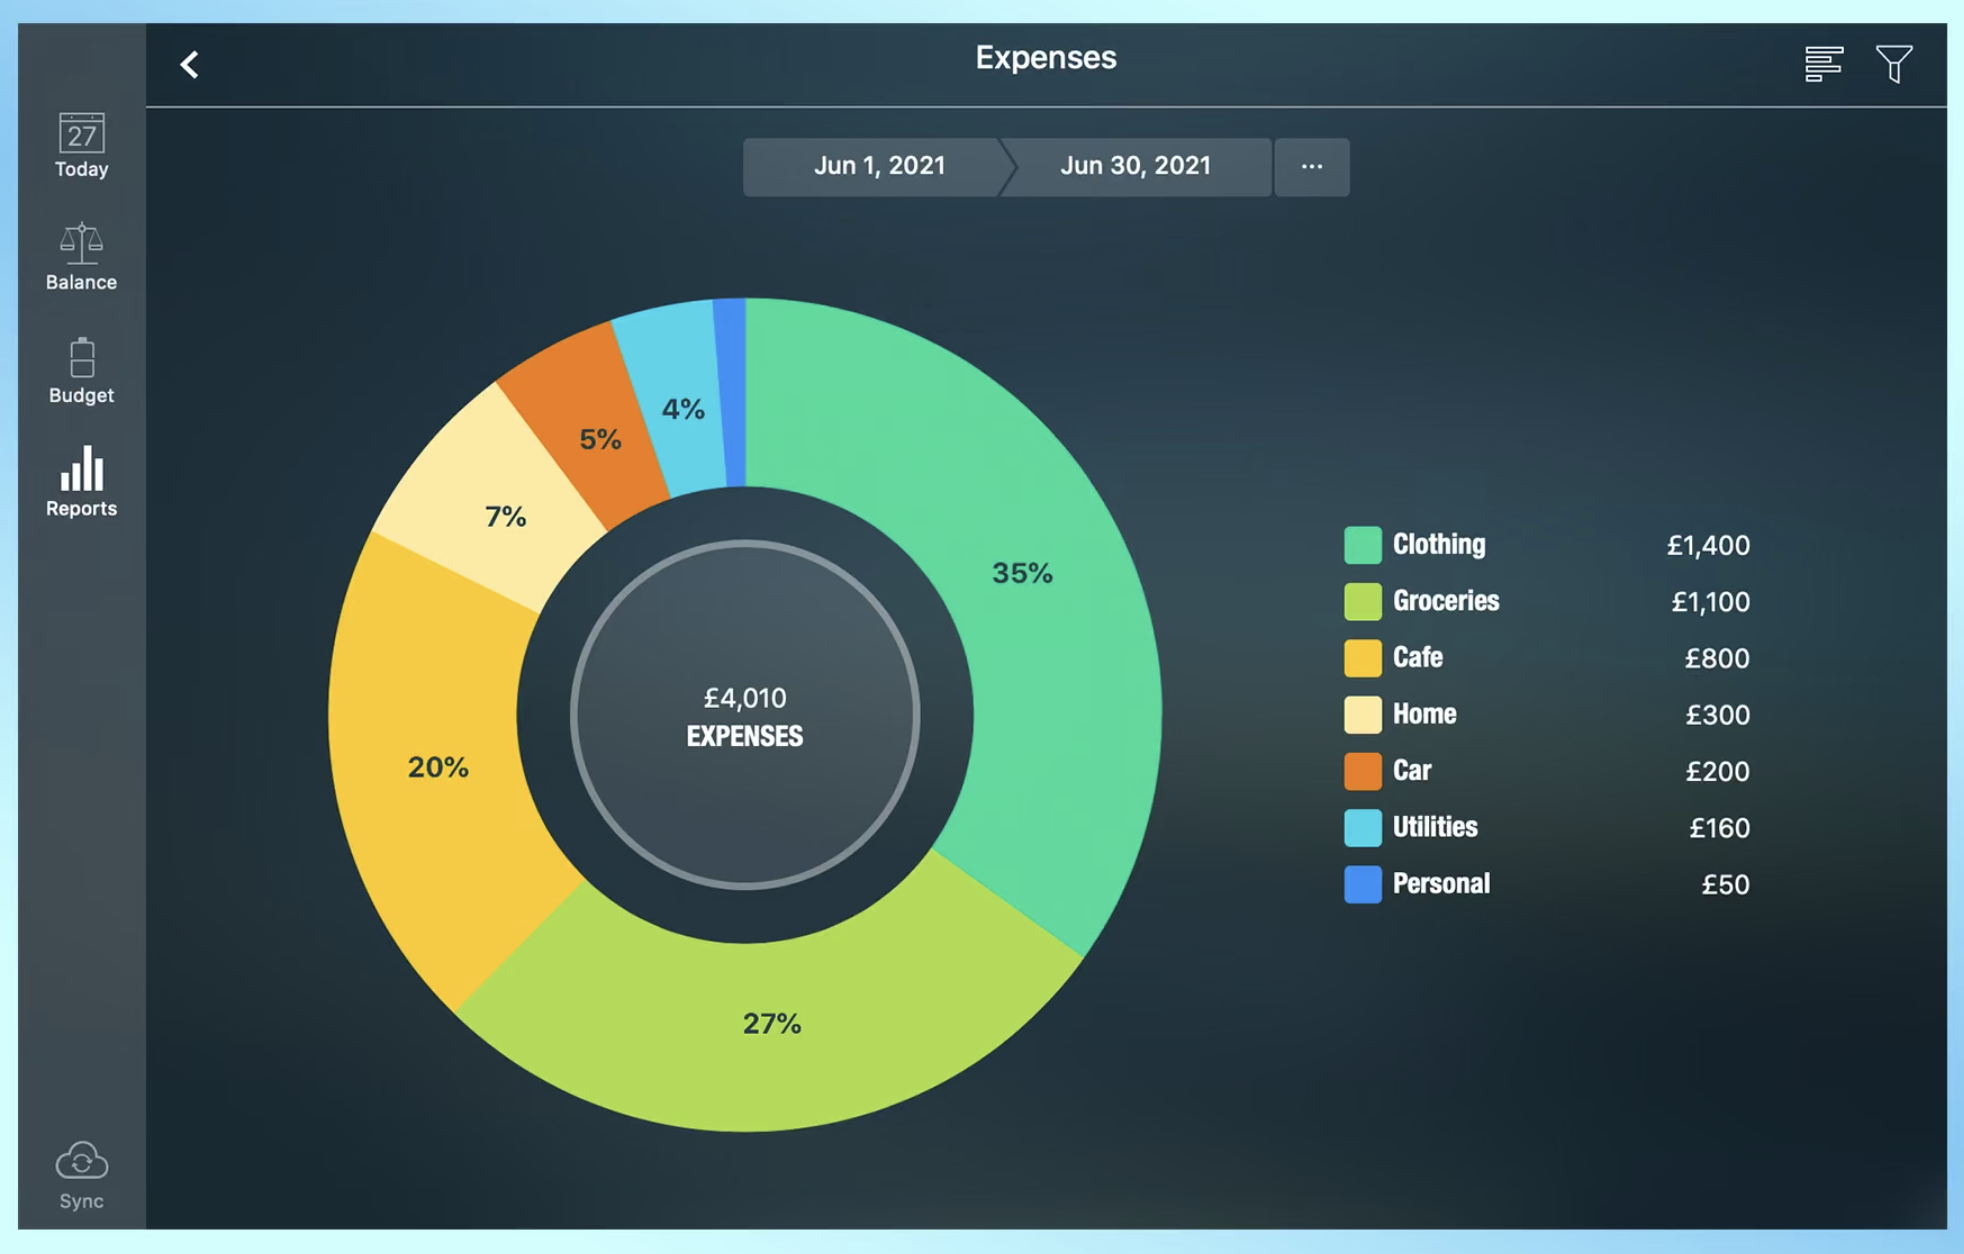 Expenses
27
Today
Balance
Budget
Reports
Sync
Jun 1, 2021
Jun 30, 2021
...
35%
27%
20%
7%
5%
4%
£4,010
EXPENSES
Clothing £1,400
Groceries £1,100
Cafe £800
Home £300
Car £200
Utilities £160
Personal £50